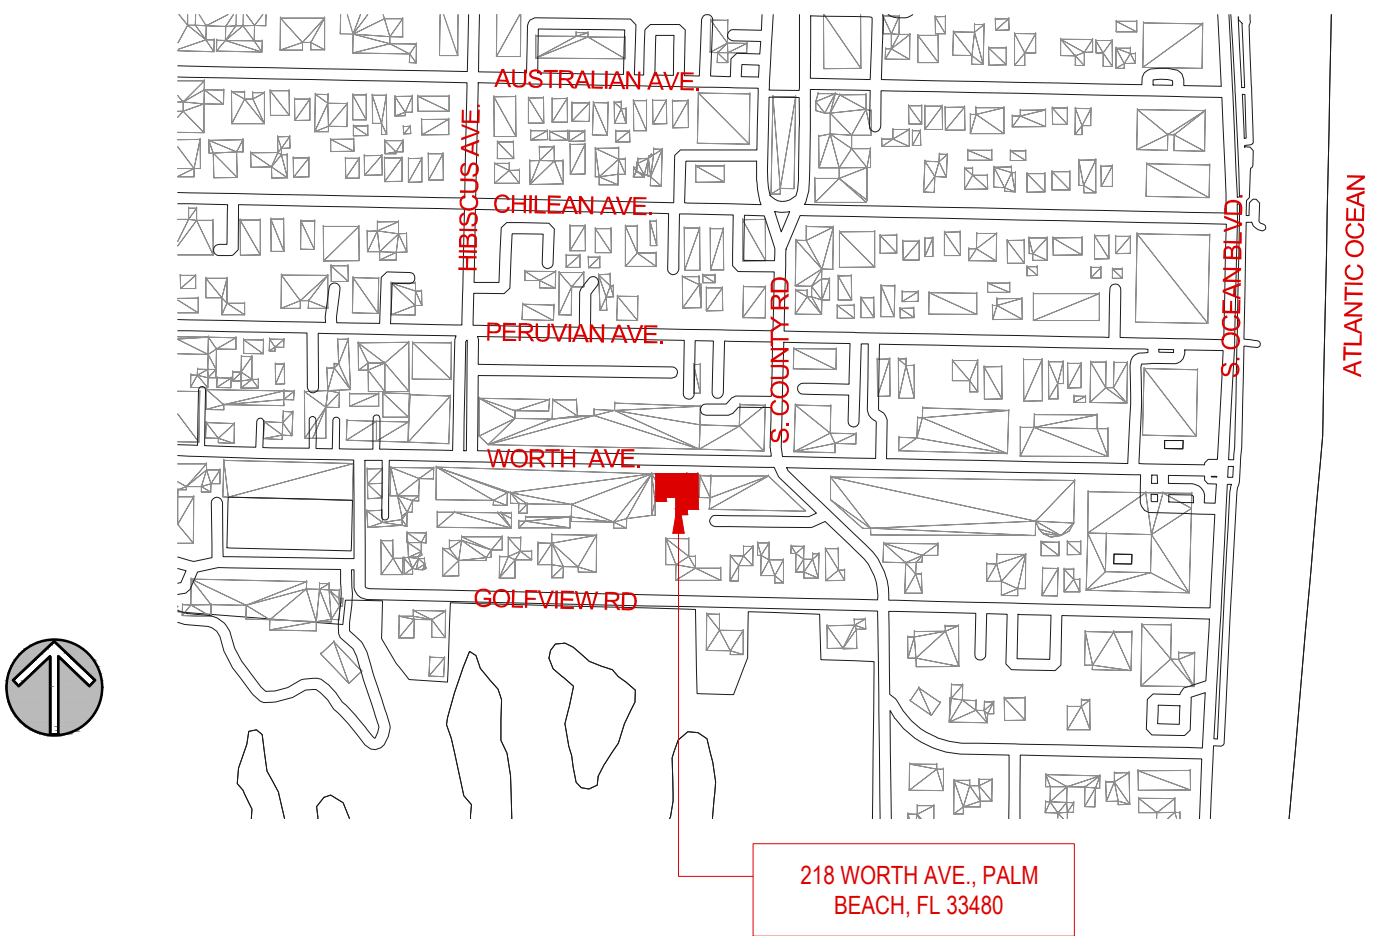 AUSTRALIAN AVE.
HIBISCUS AVE.
CHILEAN AVE.
S. OCEAN BLVD.
ATLANTIC OCEAN
S. COUNTY RD
PERUVIAN AVE.
WORTH AVE.
GOLFVIEW RD
218 WORTH AVE., PALM
BEACH, FL 33480